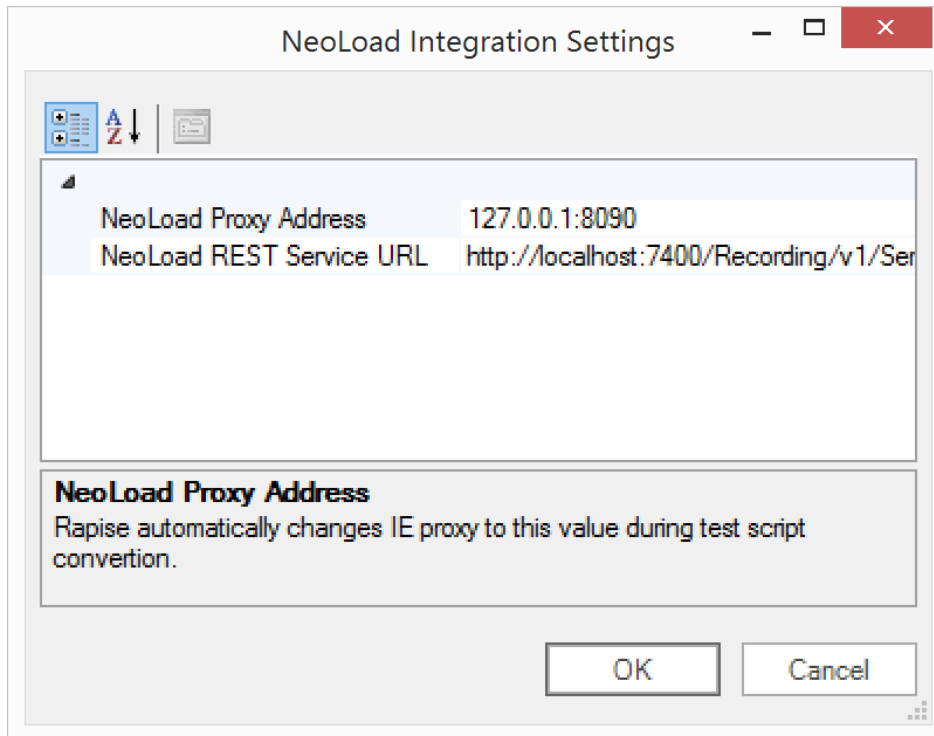 NeoLoad Integration Settings
A
Z
NeoLoad Proxy Address 127.0.0.1:8090
NeoLoad REST Service URL http://localhost:7400/Recording/v1/Ser
NeoLoad Proxy Address
Rapise automatically changes IE proxy to this value during test script
convertion.
OK Cancel